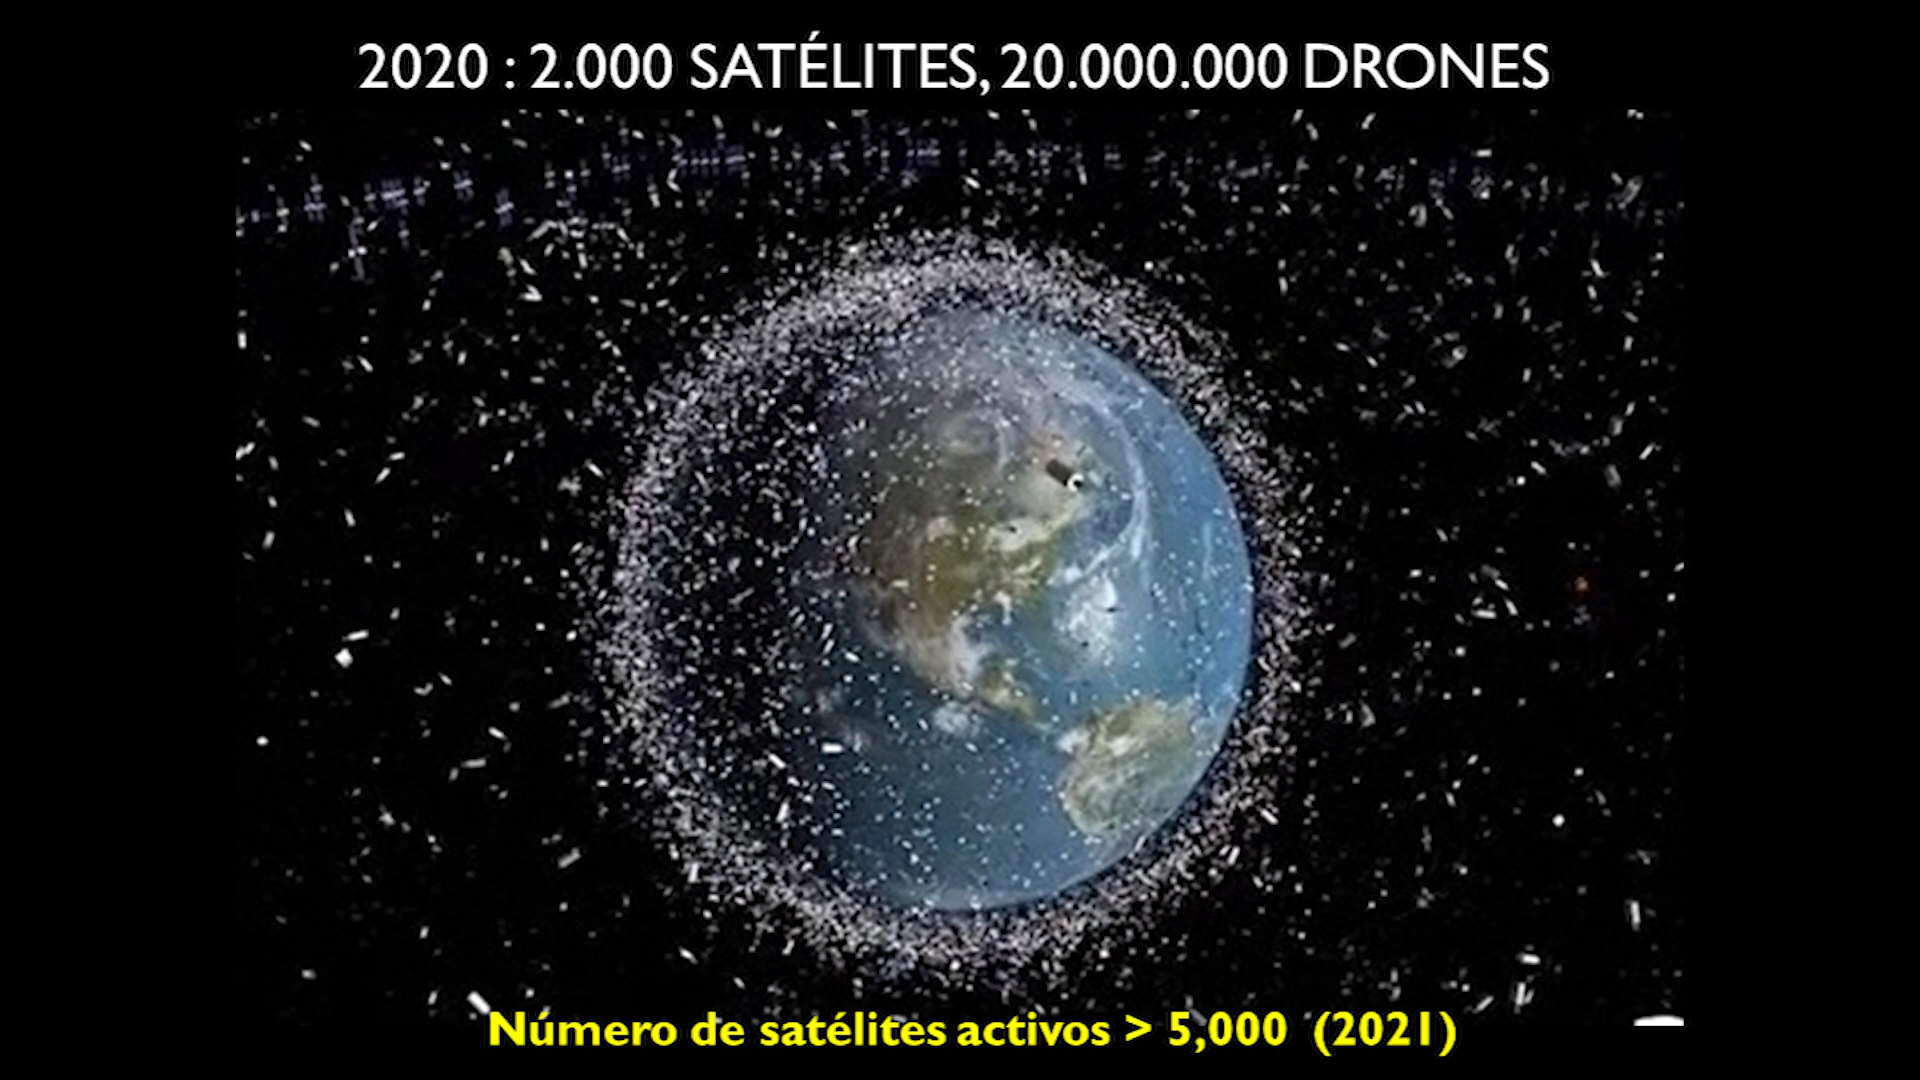 2020 : 2.000 SATÉLITES, 20.000.000 DRONES
Número de satélites activos > 5,000 (2021)